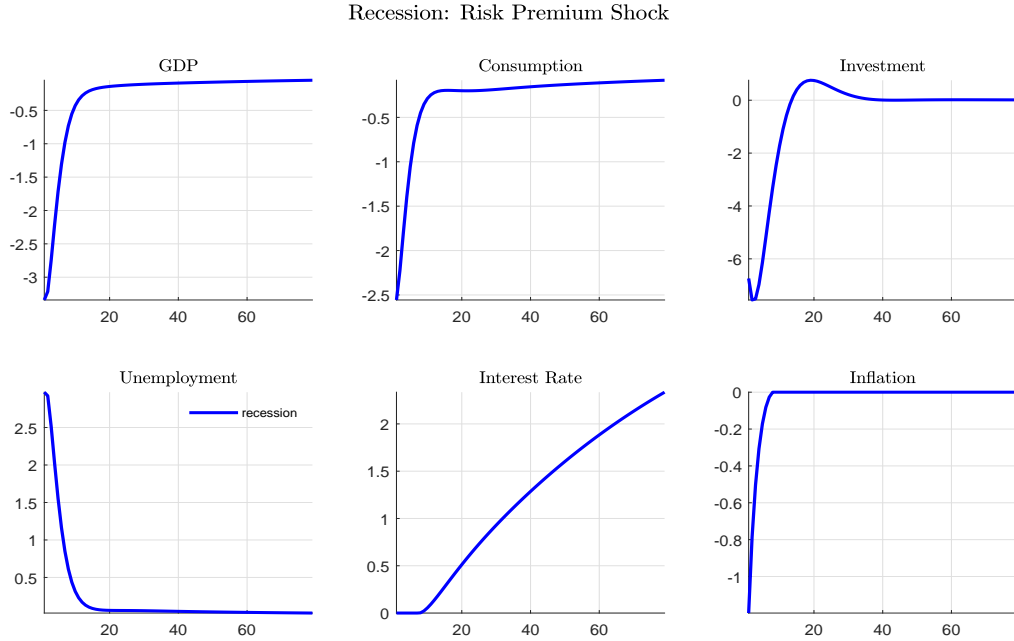 Recession: Risk Premium Shock
GDP
-0.5
-1
-1.5
-2
-2.5
-3
20 40 60
Consumption
-0.5
-1
-1.5
-2
-2.5
20 40 60
Investment
0
-2
-4
-6
20 40 60
Unemployment
recession
2.5
2
1.5
1
0.5
20 40 60
Interest Rate
2
1.5
1
0.5
0
20 40 60
Inflation
0
-0.2
-0.4
-0.6
-0.8
-1
20 40 60